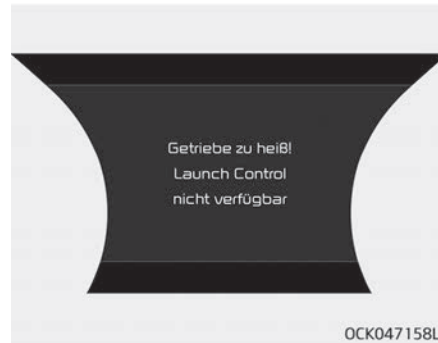 Getriebe zu heiß!
Launch Control
nicht verfügbar
OCK047158L